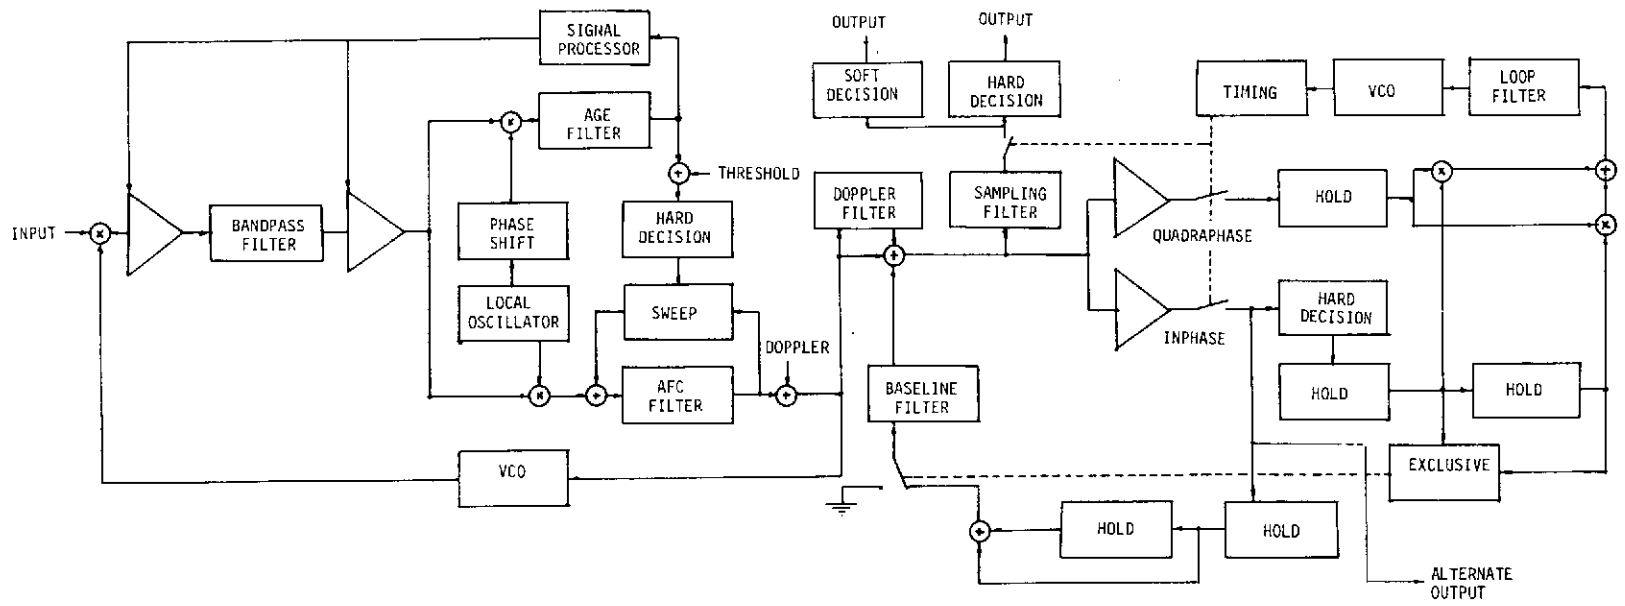 OUTPUT
OUTPUT
SIGNAL
PROCESSOR
SOFT
DECISION
HARD
DECISION
TIMING
VCO
LOOP
FILTER
AGE
FILTER
THRESHOLD
DOPPLER
FILTER
SAMPLING
FILTER
HOLD
INPUT
BANDPASS
FILTER
PHASE
SHIFT
HARD
DECISION
QUADRAPHASE
LOCAL
OSCILLATOR
SWEEP
HARD
DECISION
INPHASE
DOPPLER
AFC
FILTER
BASELINE
FILTER
HOLD
HOLD
VCO
EXCLUSIVE
HOLD
HOLD
ALTERNATE
OUTPUT